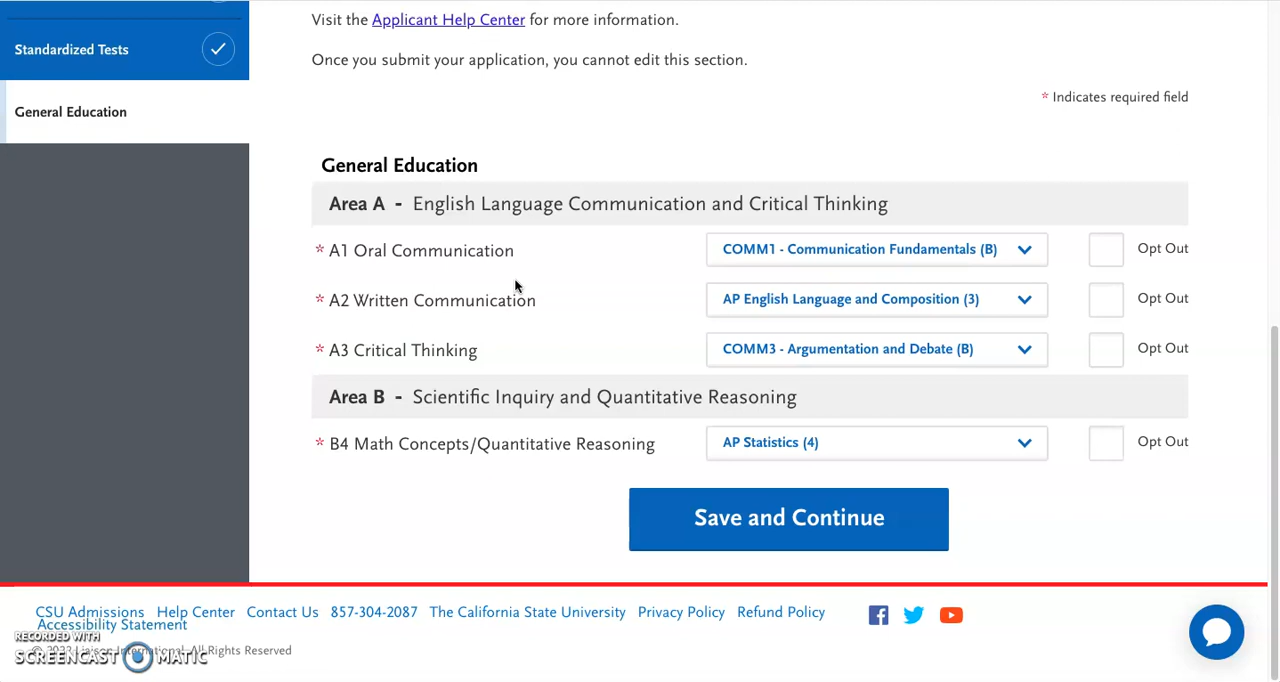 Visit the Applicant Help Center for more information.
Standardized Tests
Once you submit your application, you cannot edit this section.
* Indicates required field
General Education
General Education
Area A - English Language Communication and Critical Thinking
* A1 Oral Communication COMM1 - Communication Fundamentals (B) Opt Out
* A2 Written Communication AP English Language and Composition (3) Opt Out
* A3 Critical Thinking COMM3 - Argumentation and Debate (B) Opt Out
Area B - Scientific Inquiry and Quantitative Reasoning
* B4 Math Concepts/Quantitative Reasoning AP Statistics (4) Opt Out
Save and Continue
CSU Admissions Help Center Contact Us 857-304-2087 The California State University Privacy Policy Refund Policy
Accessibility Statement
RECORDED WITH
SCREENCAST MATIC
Liaison International. All Rights Reserved